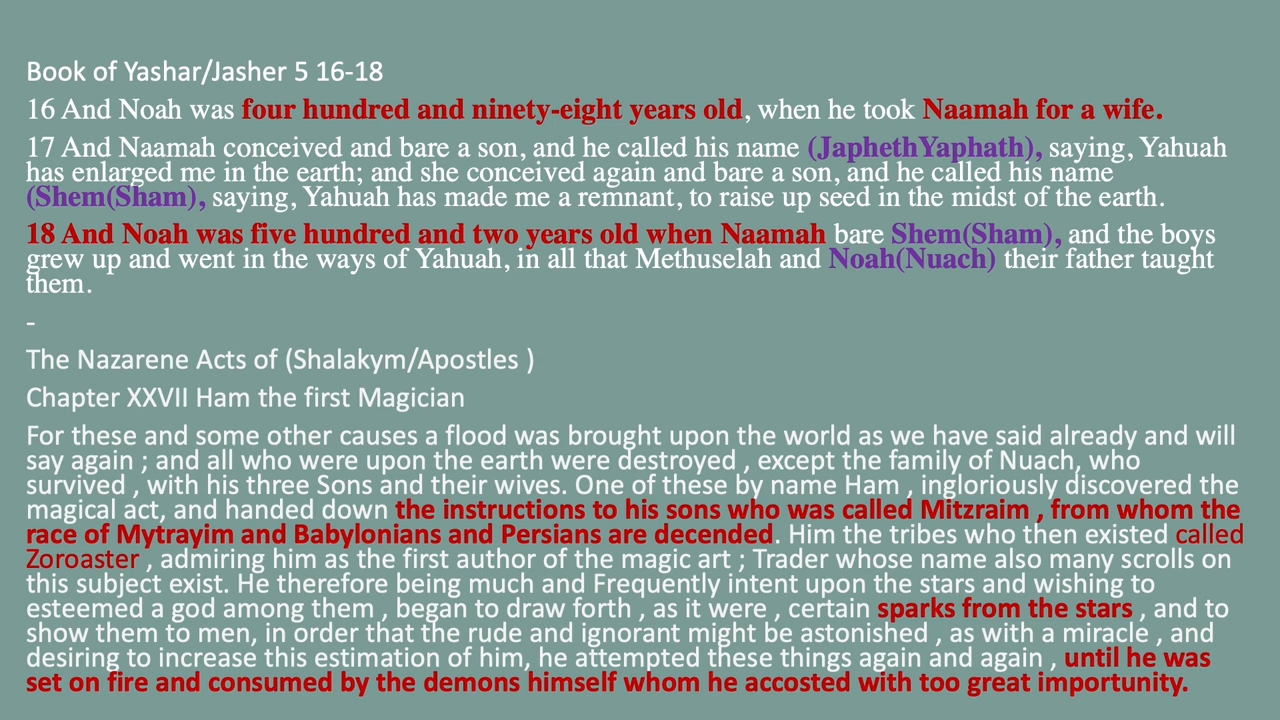 Book of Yashar/Jasher 5 16-18
16 And Noah was four hundred and ninety-eight years old, when he took Naamah for a wife.
17 And Naamah conceived and bare a son, and he called his name (JaphethYaphath), saying, Yahuah
has enlarged me in the earth; and she conceived again and bare a son, and he called his name
(Shem(Sham), saying, Yahuah has made me a remnant, to raise up seed in the midst of the earth.
18 And Noah was five hundred and two years old when Naamah bare Shem(Sham), and the boys
grew up and went in the ways of Yahuah, in all that Methuselah and Noah(Nuach) their father taught
them.
-
The Nazarene Acts of (Shalakym/Apostles )
Chapter XXVII Ham the first Magician
For these and some other causes a flood was brought upon the world as we have said already and will
say again ; and all who were upon the earth were destroyed , except the family of Nuach, who
survived , with his three Sons and their wives. One of these by name Ham , ingloriously discovered the
magical act, and handed down the instructions to his sons who was called Mitzraim , from whom the
race of Mytrayim and Babylonians and Persians are decended. Him the tribes who then existed called
Zoroaster , admiring him as the first author of the magic art ; Trader whose name also many scrolls on
this subject exist. He therefore being much and Frequently intent upon the stars and wishing to
esteemed a god among them , began to draw forth , as it were , certain sparks from the stars , and to
show them to men, in order that the rude and ignorant might be astonished , as with a miracle , and
desiring to increase this estimation of him, he attempted these things again and again , until he was
set on fire and consumed by the demons himself whom he accosted with too great importunity.